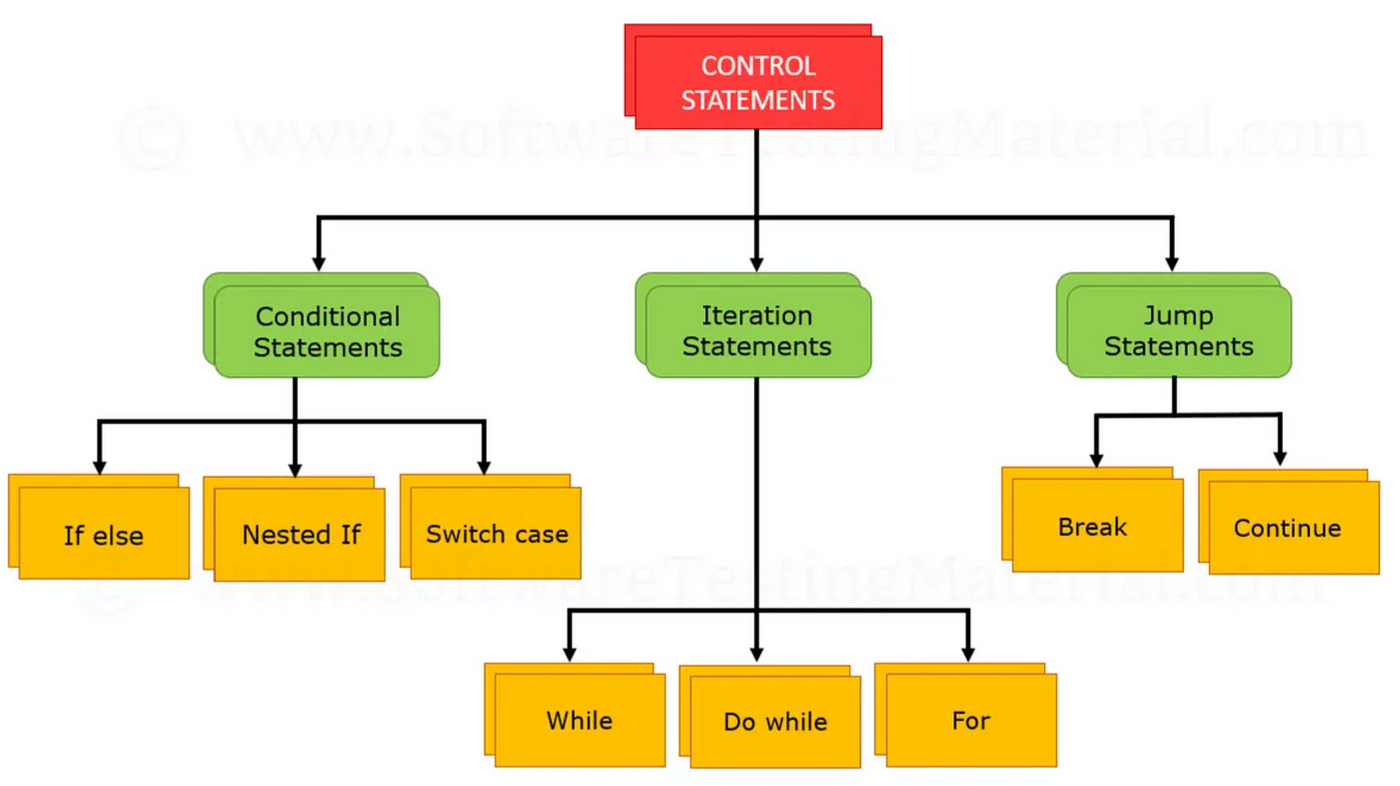 CONTROL
STATEMENTS
© www.SoftwareTestingMaterial.com
Conditional
Statements
Iteration
Statements
Jump
Statements
If else
Nested If
Switch case
Break
Continue
© www.SoftwareTestingMaterial.com
While
Do while
For